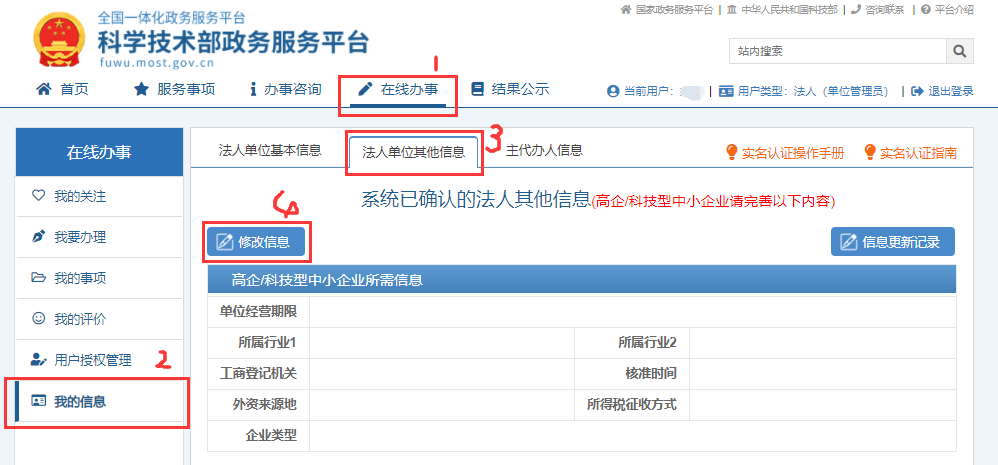 国家政务服务平台 | 中华人民共和国科技部 | 咨询联系 | 平台介绍
全国一体化政务服务平台
科学技术部政务服务平台
fuwu.most.gov.cn
站内搜索
1
首页 服务事项 办事咨询 在线办事 结果公示
当前用户： | 用户类型：法人（单位管理员） | 退出登录
在线办事
我的关注
我要办理
我的事项
我的评价
用户授权管理
2
我的信息
法人单位基本信息 法人单位其他信息 3 主代办人信息
实名认证操作手册 实名认证指南
系统已确认的法人其他信息(高企/科技型中小企业请完善以下内容)
4
修改信息 信息更新记录
高企/科技型中小企业所需信息
单位经营期限
所属行业1 所属行业2
工商登记机关 核准时间
外资来源地 所得税征收方式
企业类型